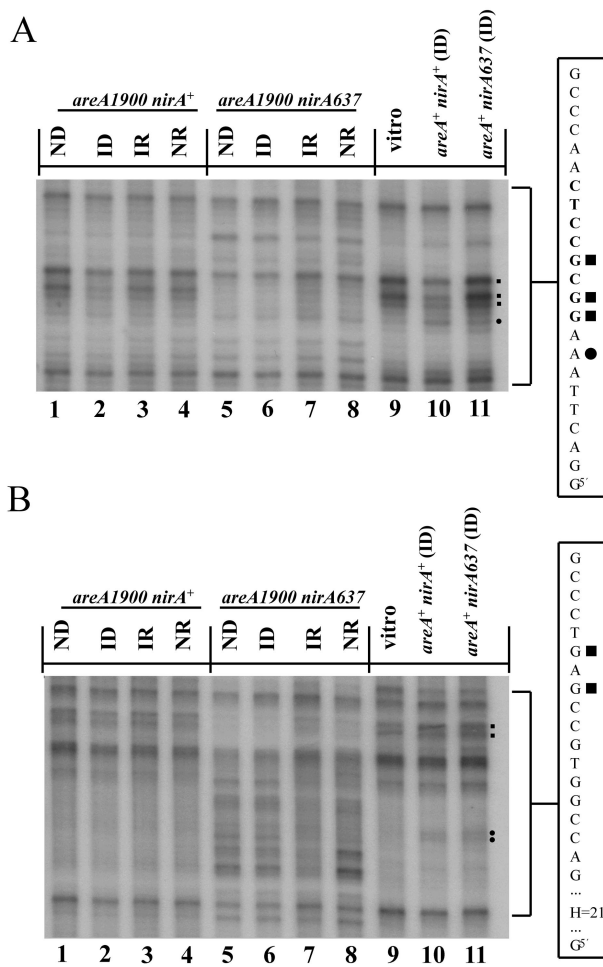 A
areA1900 nirA+
areA1900 nirA637
ND ID IR NR ND ID IR NR vitro areA+ nirA+ (ID) areA+ nirA637 (ID)
1 2 3 4 5 6 7 8 9 10 11
G
C
C
C
A
A
C
T
C
C
G
C
G
G
A
A
A
T
T
C
A
G
G5´
B
areA1900 nirA+
areA1900 nirA637
ND ID IR NR ND ID IR NR vitro areA+ nirA+ (ID) areA+ nirA637 (ID)
1 2 3 4 5 6 7 8 9 10 11
G
C
C
C
T
G
A
G
C
C
G
T
G
G
C
C
A
G
...
H=21
...
G5´